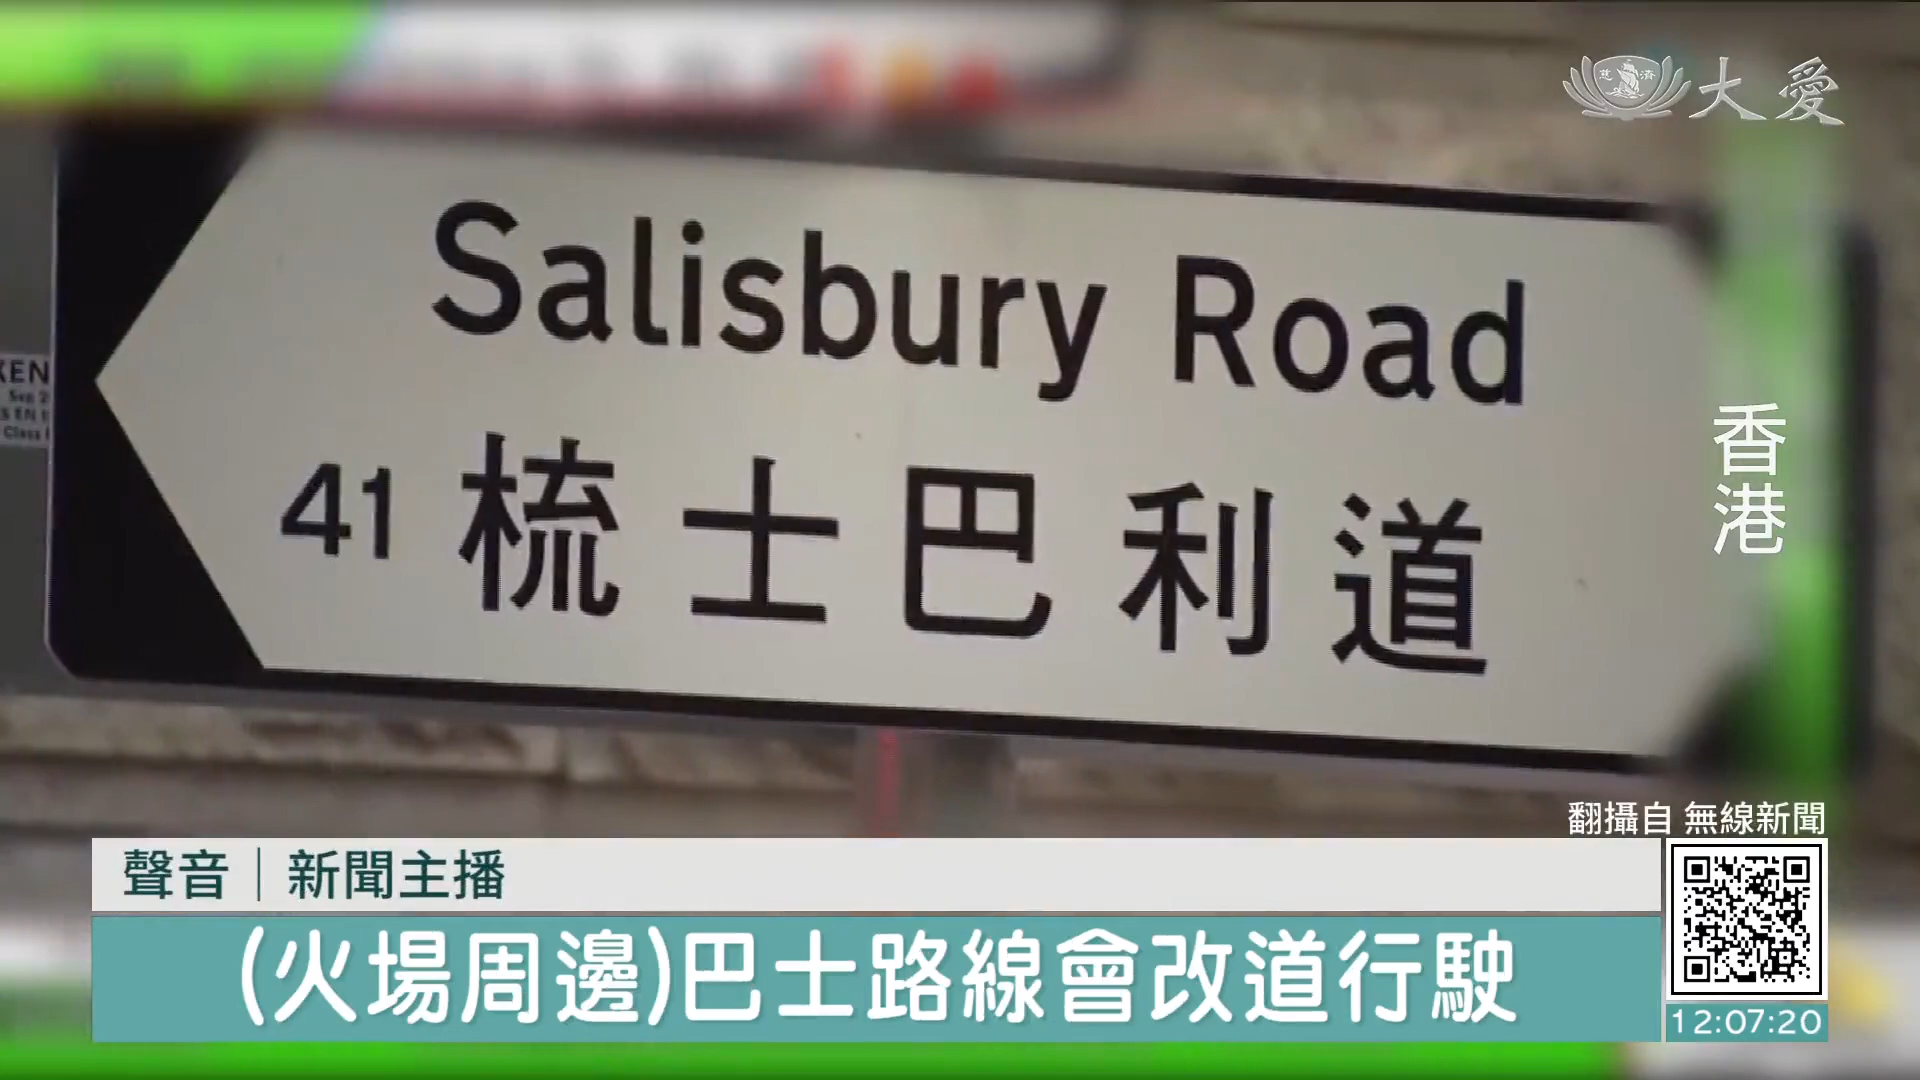 慈濟
大愛
Salisbury Road
41 梳士巴利道
香港
翻攝自 無線新聞
聲音｜新聞主播
(火場周邊)巴士路線會改道行駛
12:07:20